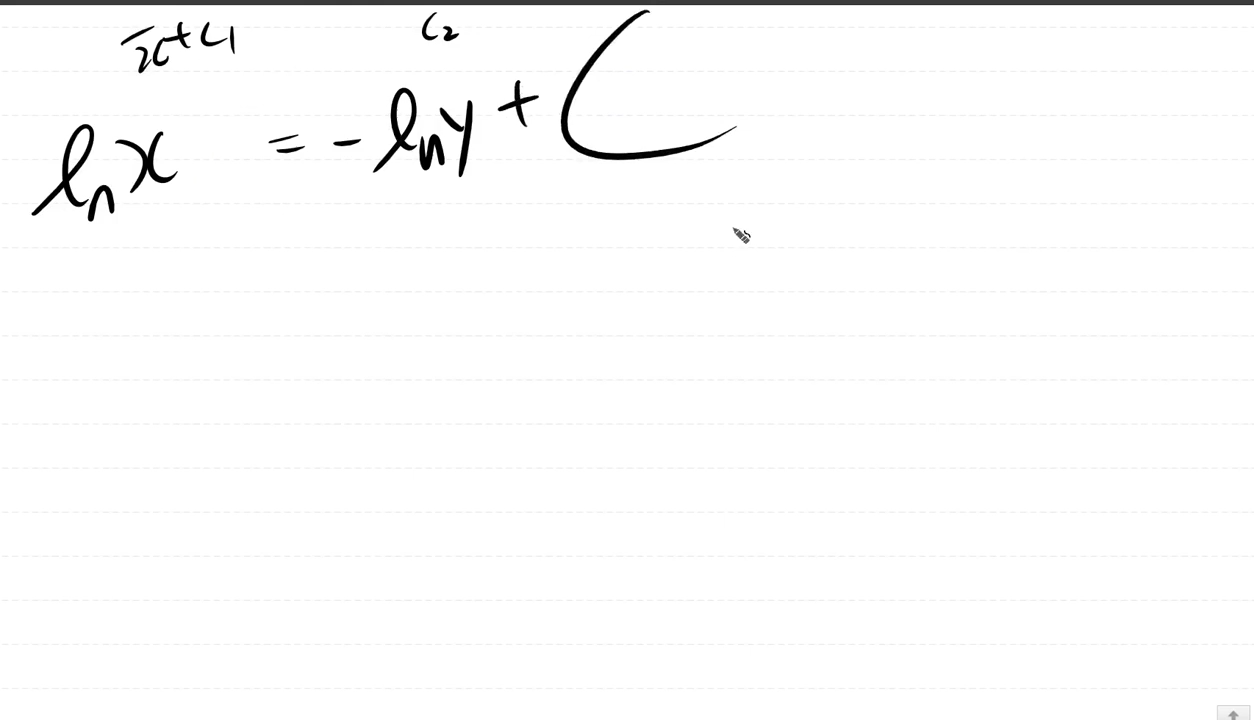 x + C1 C2
ln x = - ln y + C